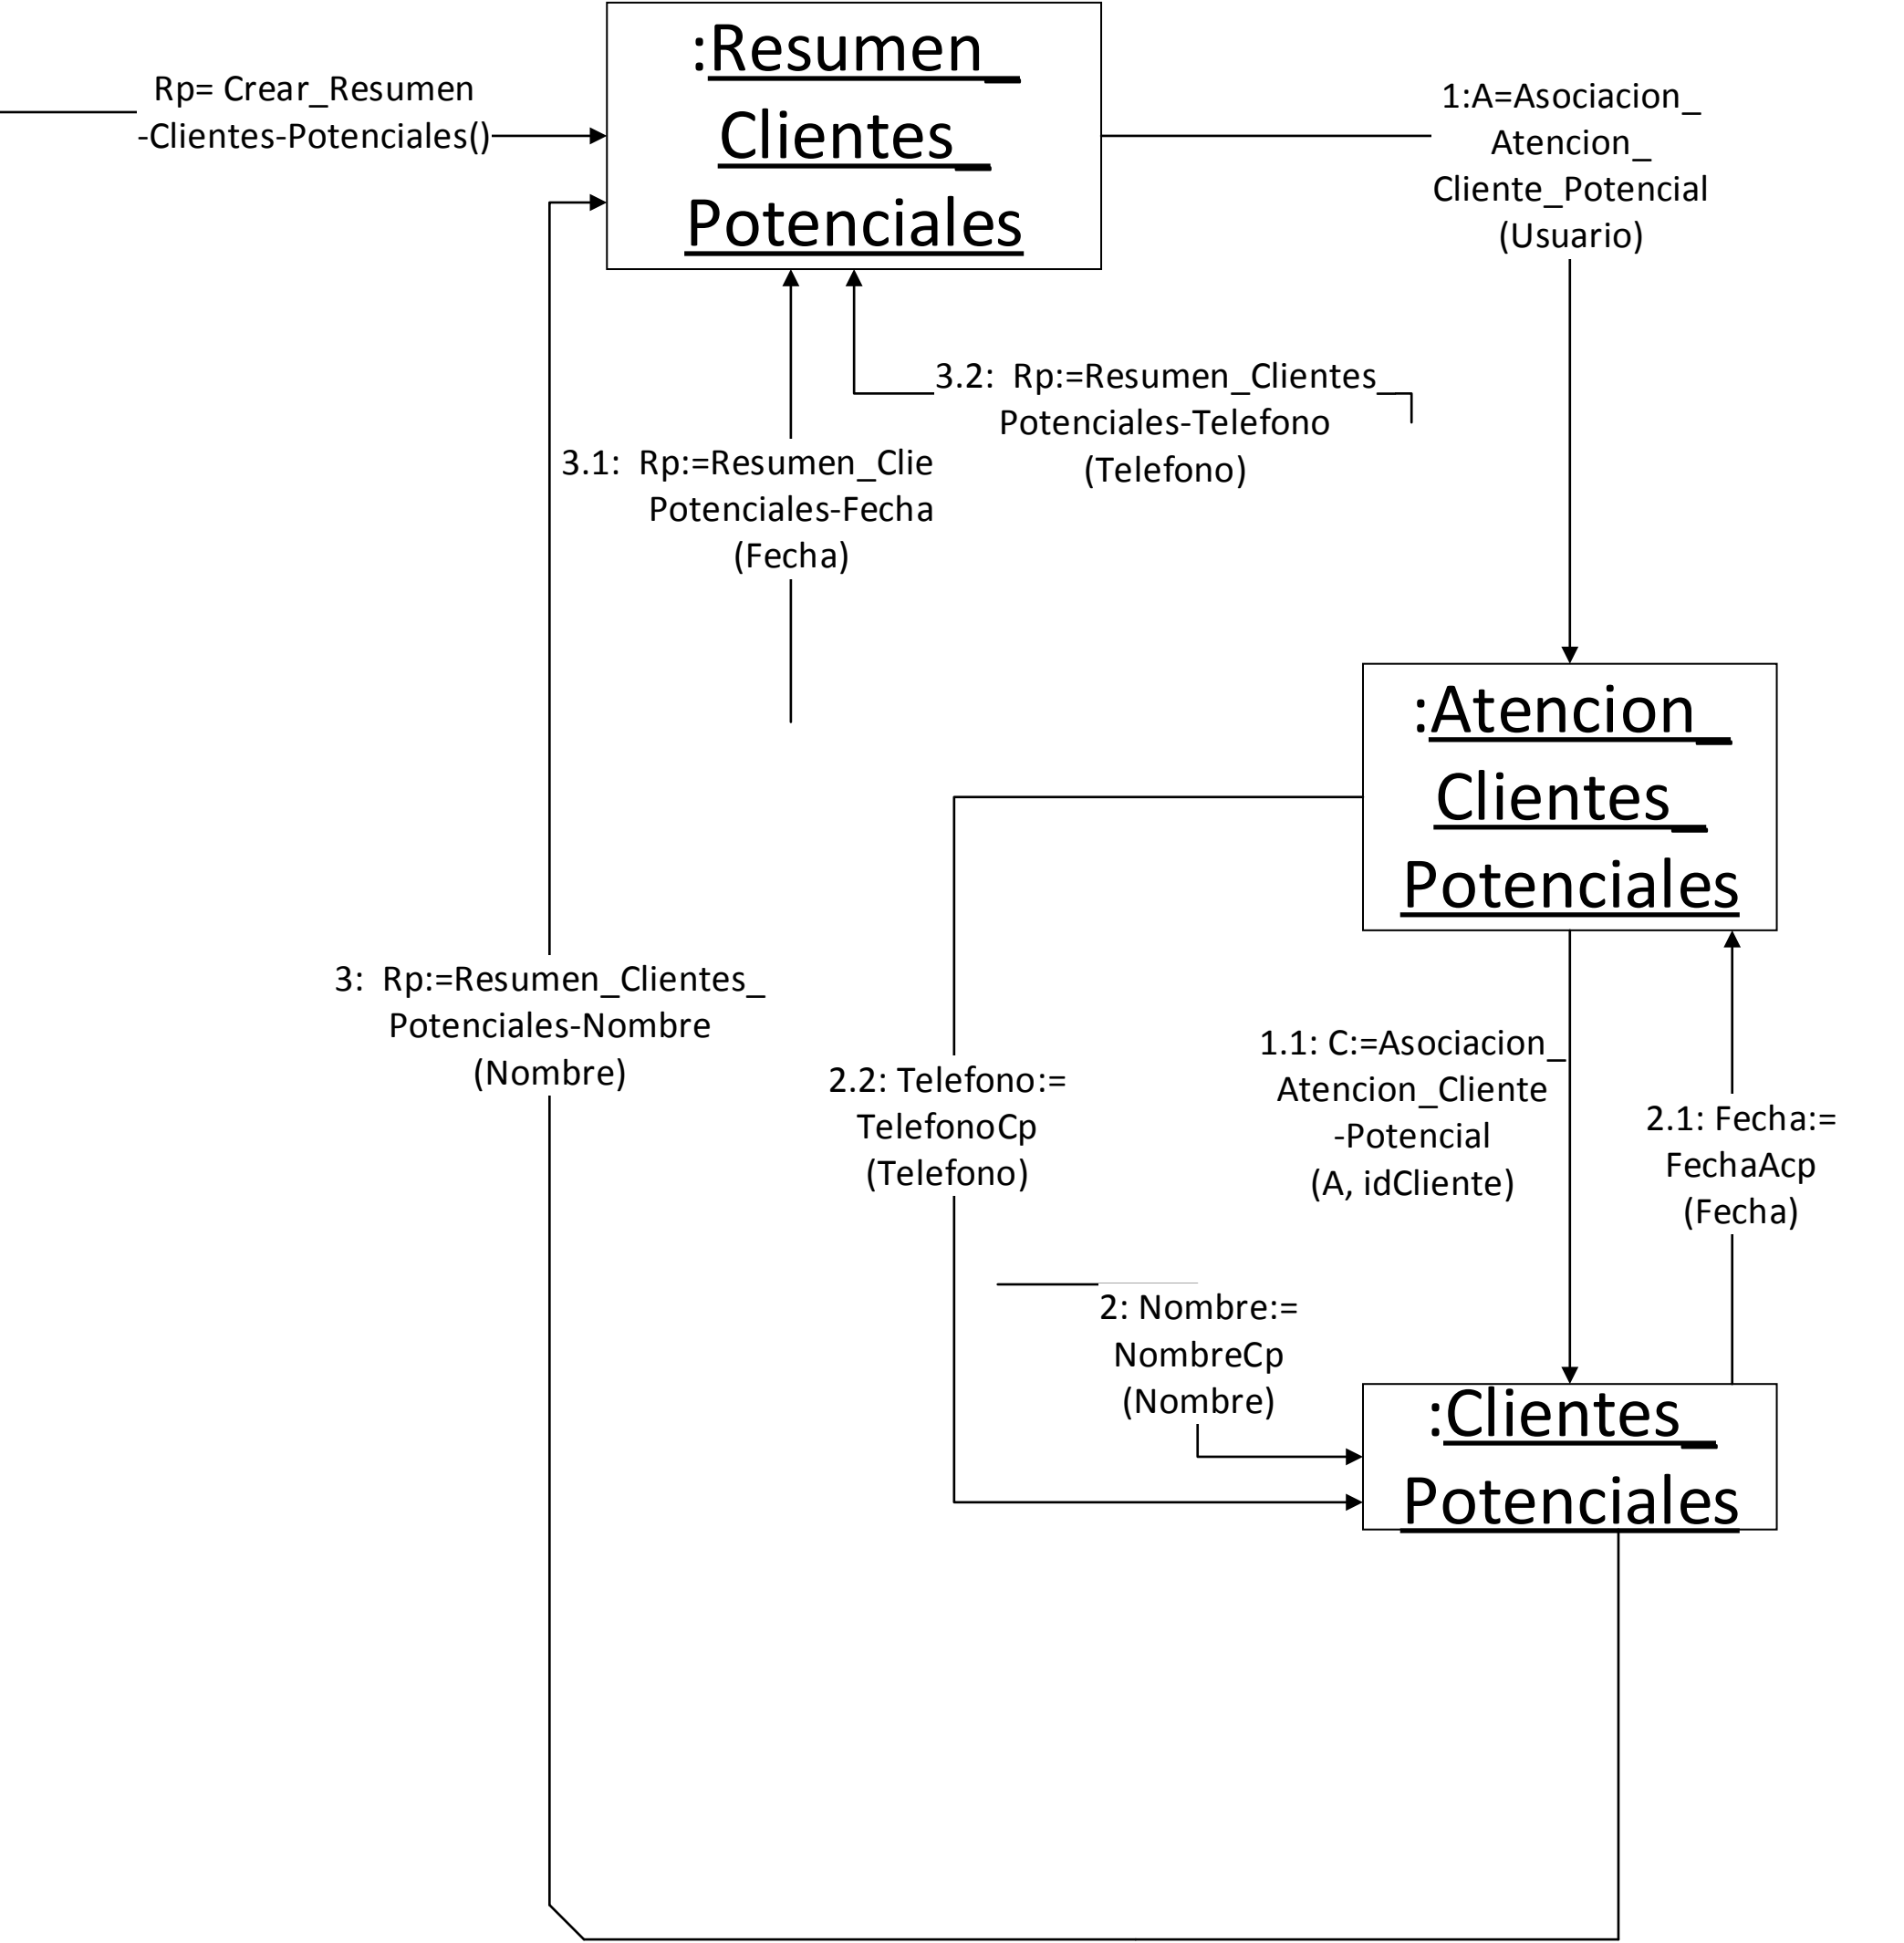 :Resumen_
Clientes_
Potenciales
Rp= Crear_Resumen
-Clientes-Potenciales()
1:A=Asociacion_
Atencion_
Cliente_Potencial
(Usuario)
3.2:  Rp:=Resumen_Clientes_
Potenciales-Telefono
(Telefono)
3.1:  Rp:=Resumen_Clie
Potenciales-Fecha
(Fecha)
:Atencion_
Clientes_
Potenciales
3:  Rp:=Resumen_Clientes_
Potenciales-Nombre
(Nombre)
2.2: Telefono:=
TelefonoCp
(Telefono)
1.1: C:=Asociacion_
Atencion_Cliente
-Potencial
(A, idCliente)
2.1: Fecha:=
FechaAcp
(Fecha)
2: Nombre:=
NombreCp
(Nombre)
:Clientes_
Potenciales